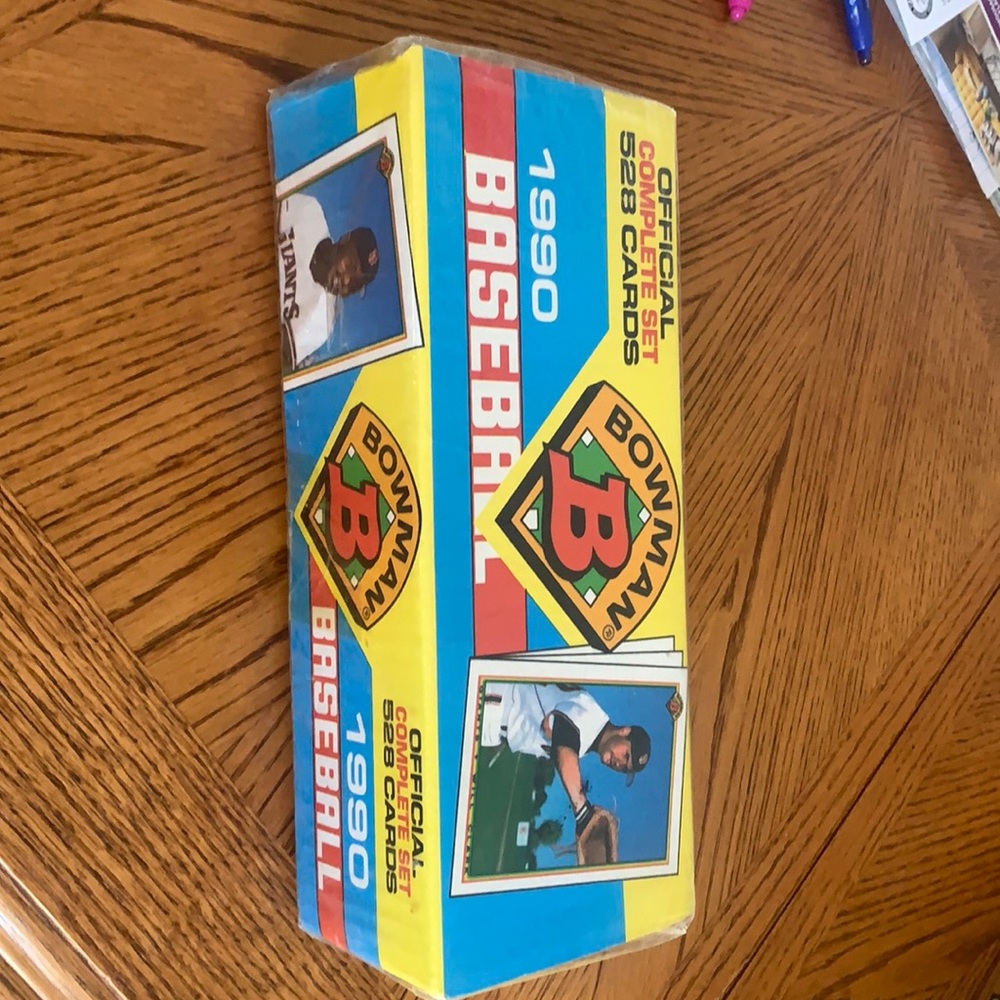 OFFICIAL
COMPLETE SET
528 CARDS
1990
BASEBALL
BOWMAN®
B
GIANTS
BOWMAN®
B
OFFICIAL
COMPLETE SET
528 CARDS
1990
BASEBALL